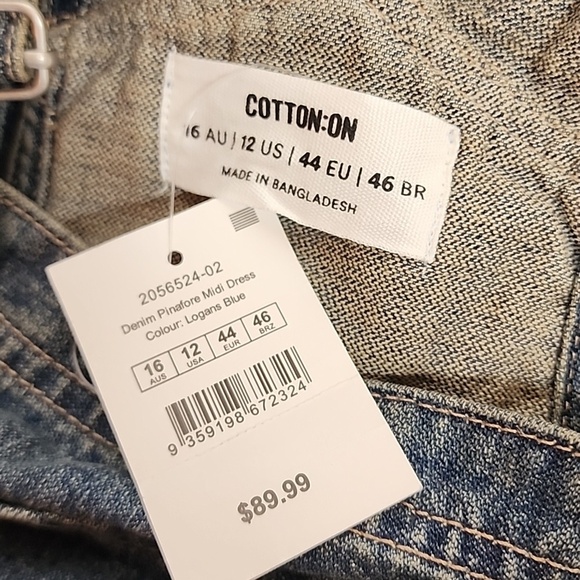 COTTON:ON
16 AU | 12 US | 44 EU | 46 BR
MADE IN BANGLADESH
2056524-02
Denim Pinafore Midi Dress
Colour: Logans Blue
16 12 44 46
AUS USA EUR BRZ
9 359198 672324
$89.99